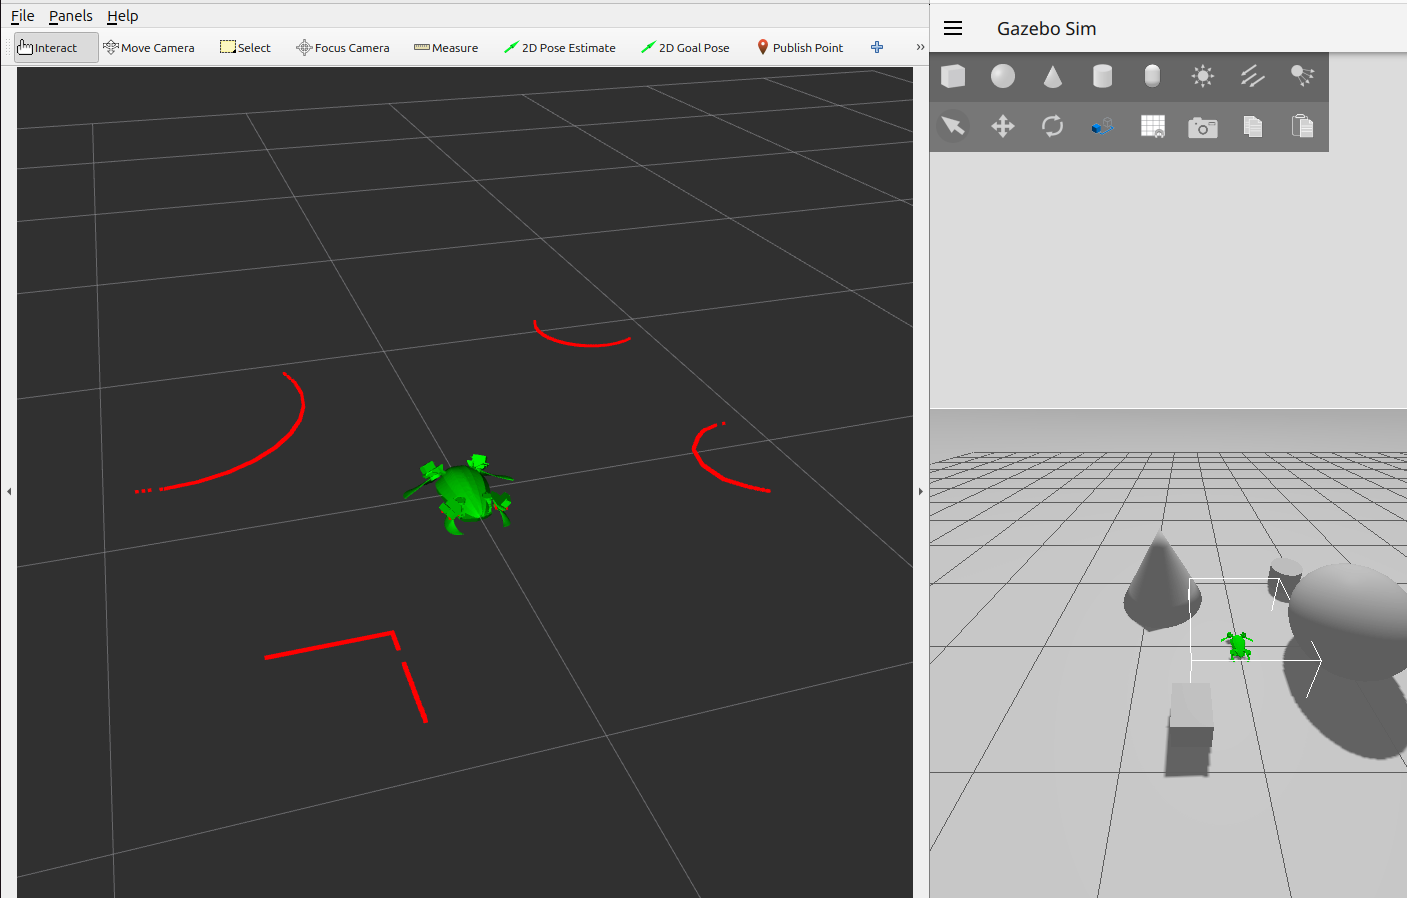 File Panels Help
Interact Move Camera Select Focus Camera Measure 2D Pose Estimate 2D Goal Pose Publish Point »
Gazebo Sim